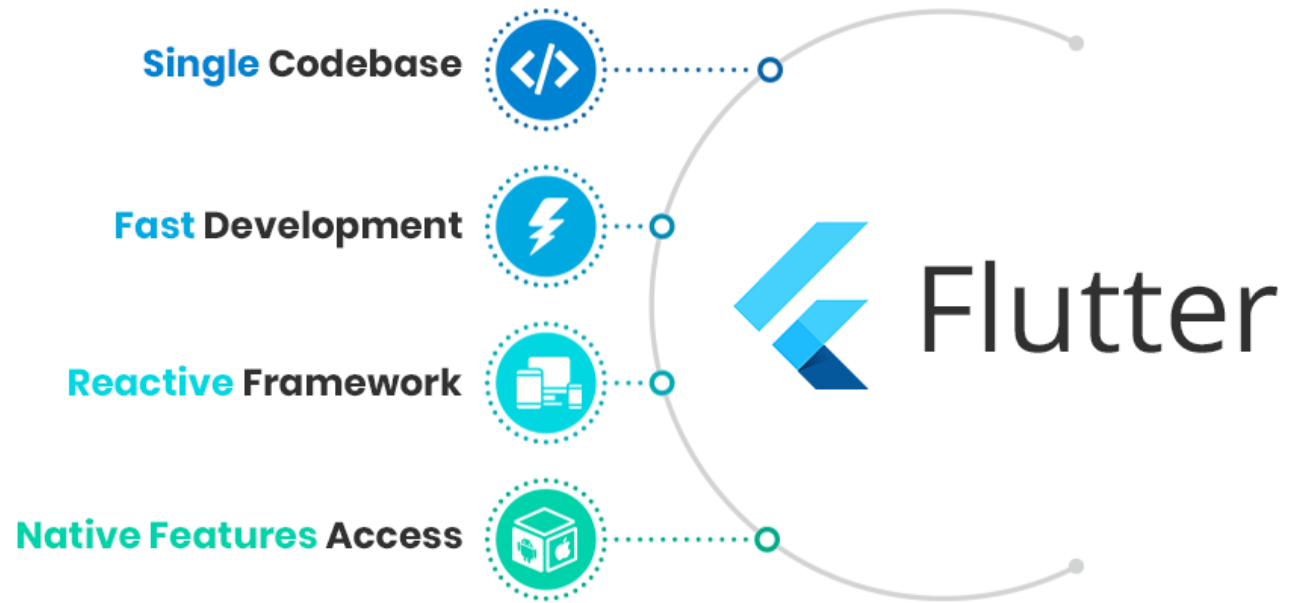 Single Codebase
Fast Development
Reactive Framework
Native Features Access
Flutter